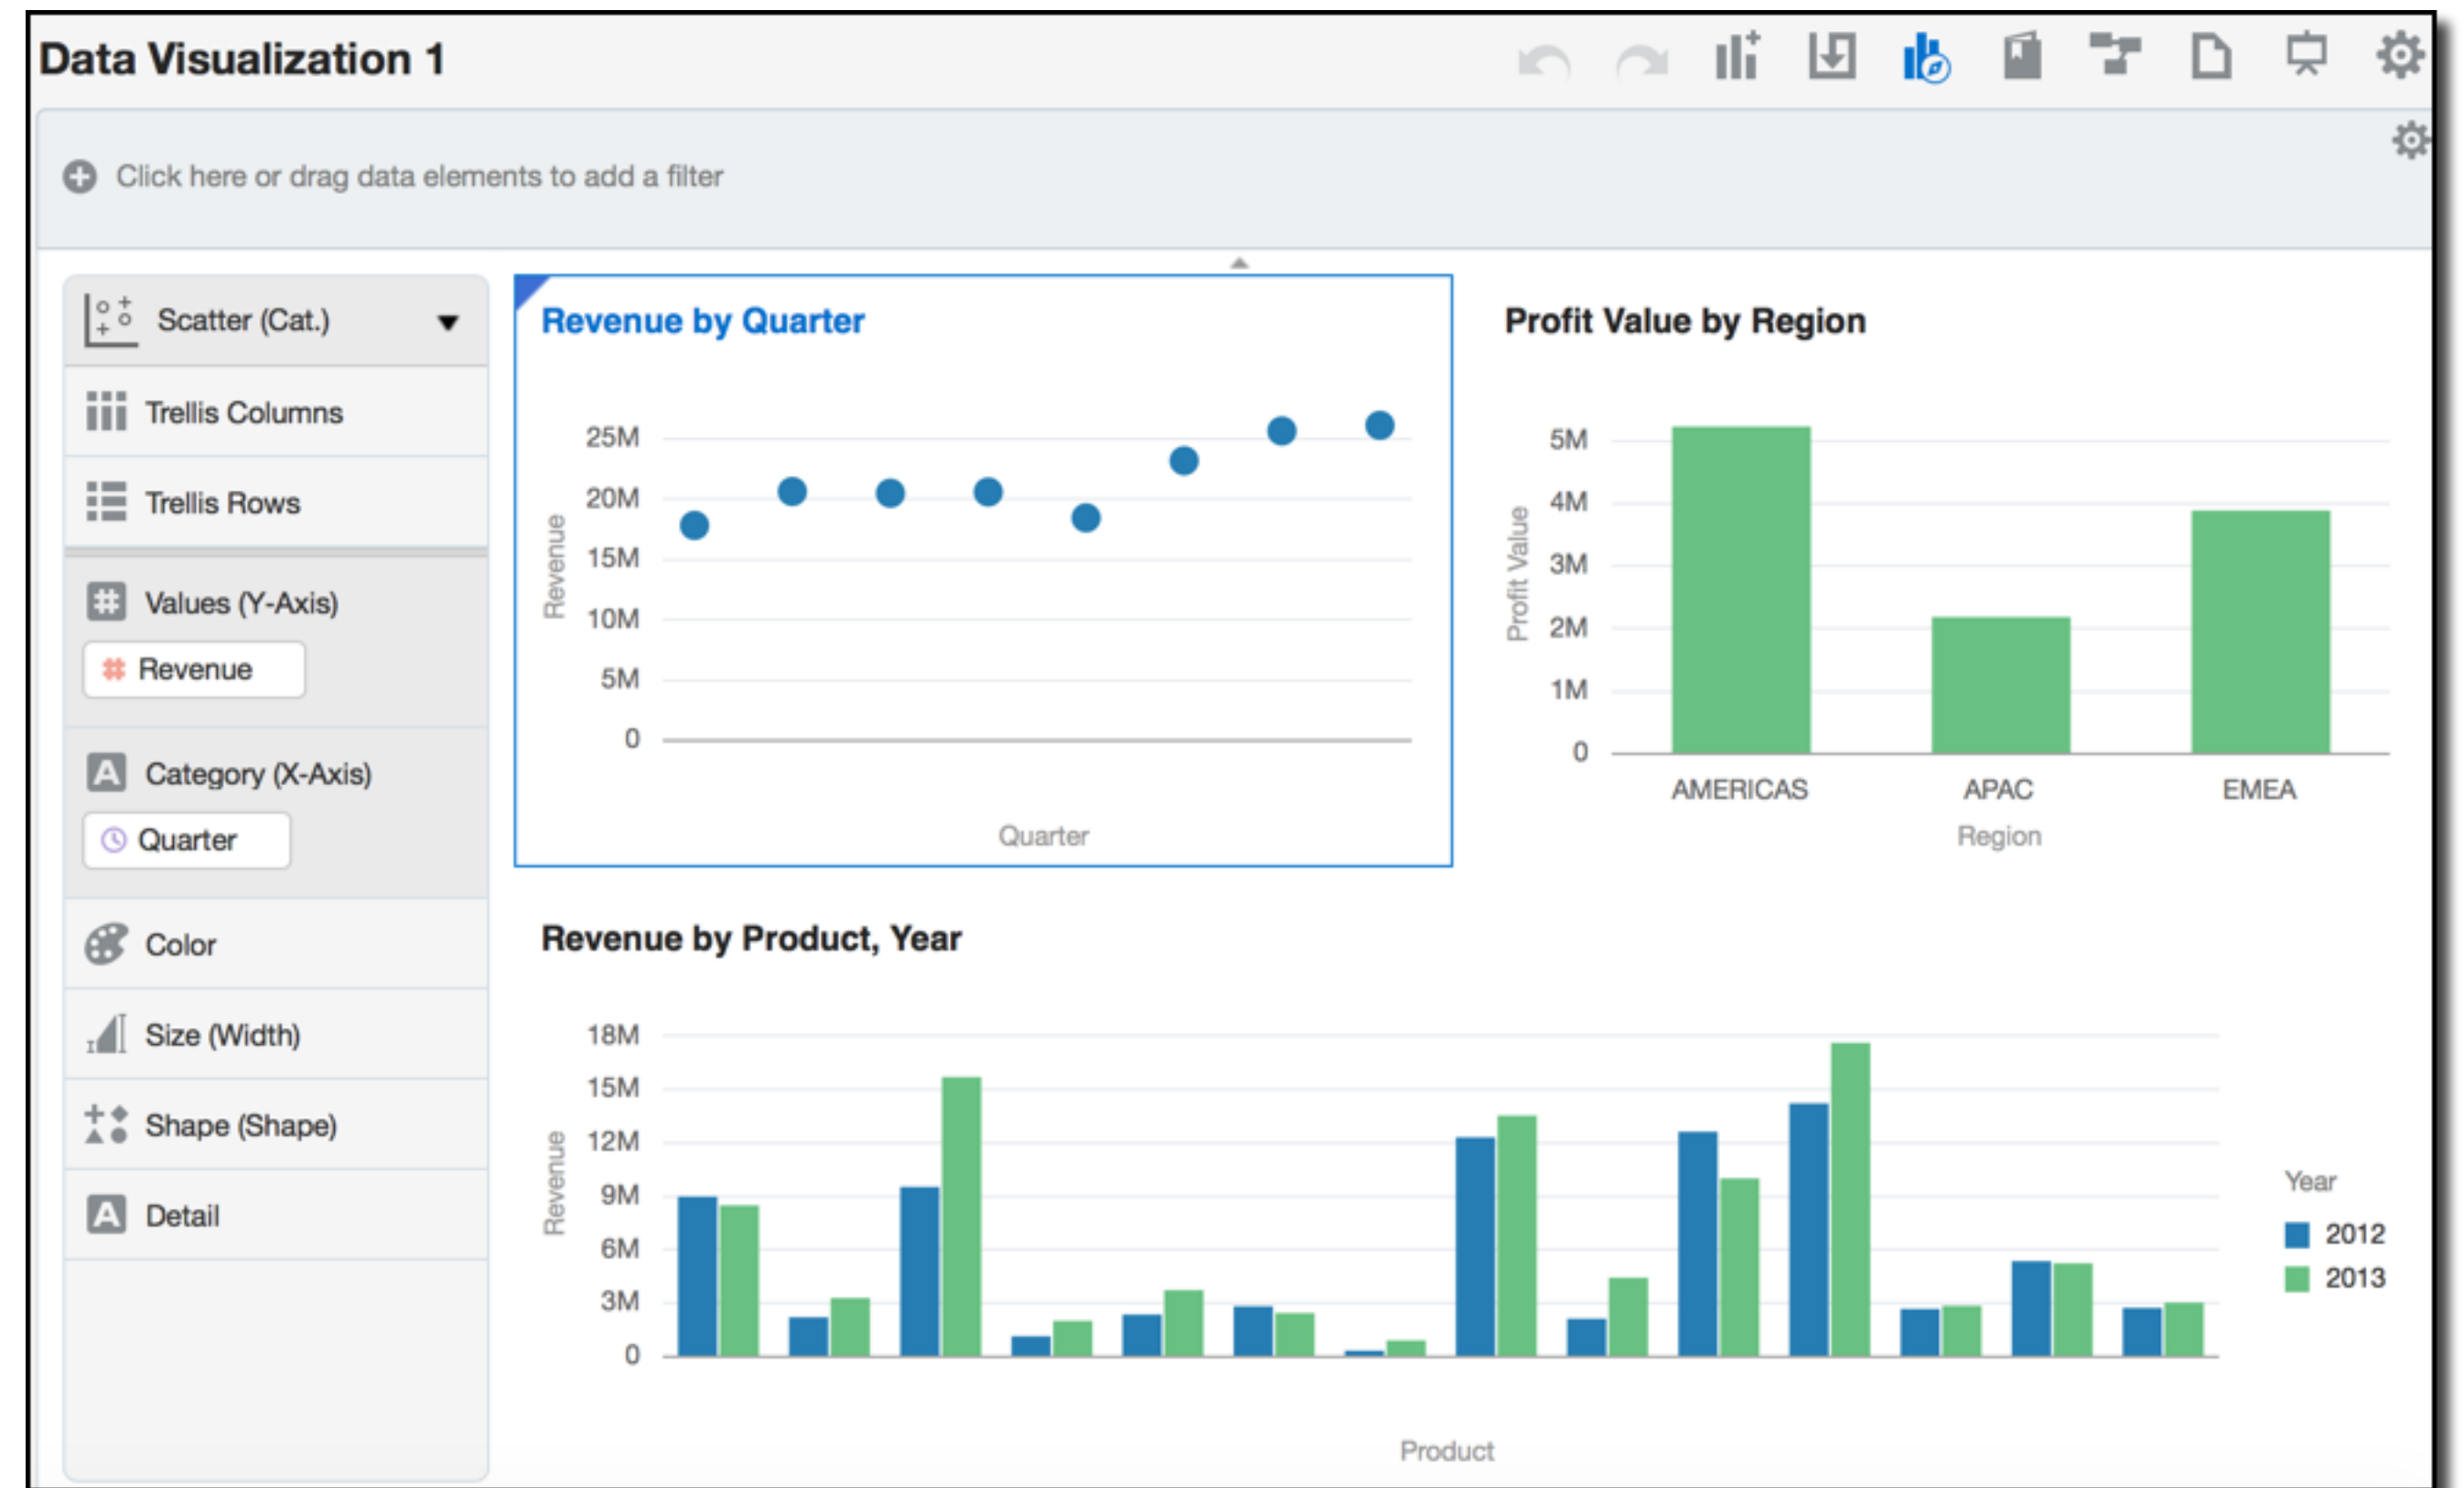 Data Visualization 1
Click here or drag data elements to add a filter
Scatter (Cat.)
Trellis Columns
Trellis Rows
Values (Y-Axis)
Revenue
Category (X-Axis)
Quarter
Color
Size (Width)
Shape (Shape)
Detail
Revenue by Quarter
Revenue
25M
20M
15M
10M
5M
0
Quarter
Profit Value by Region
Profit Value
5M
4M
3M
2M
1M
0
AMERICAS APAC EMEA
Region
Revenue by Product, Year
Revenue
18M
15M
12M
9M
6M
3M
0
Product
Year
2012
2013